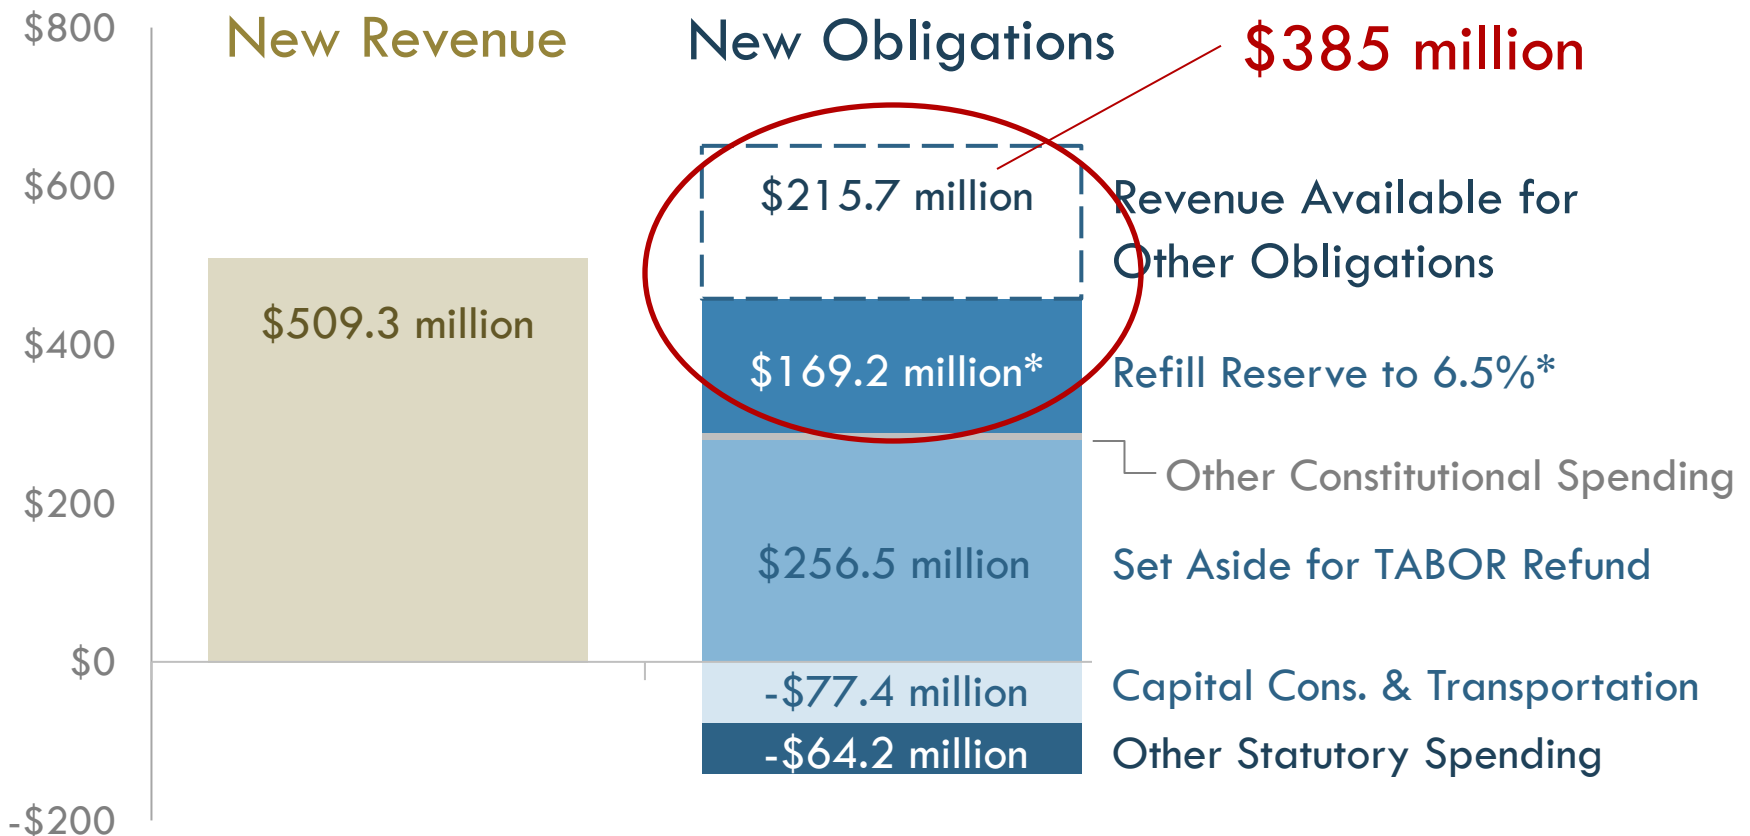 New Revenue
New Obligations
$385 million
$800
$600
$400
$200
$0
-$200
$509.3 million
$215.7 million
Revenue Available for
Other Obligations
$169.2 million*
Refill Reserve to 6.5%*
Other Constitutional Spending
$256.5 million
Set Aside for TABOR Refund
-$77.4 million
Capital Cons. & Transportation
-$64.2 million
Other Statutory Spending